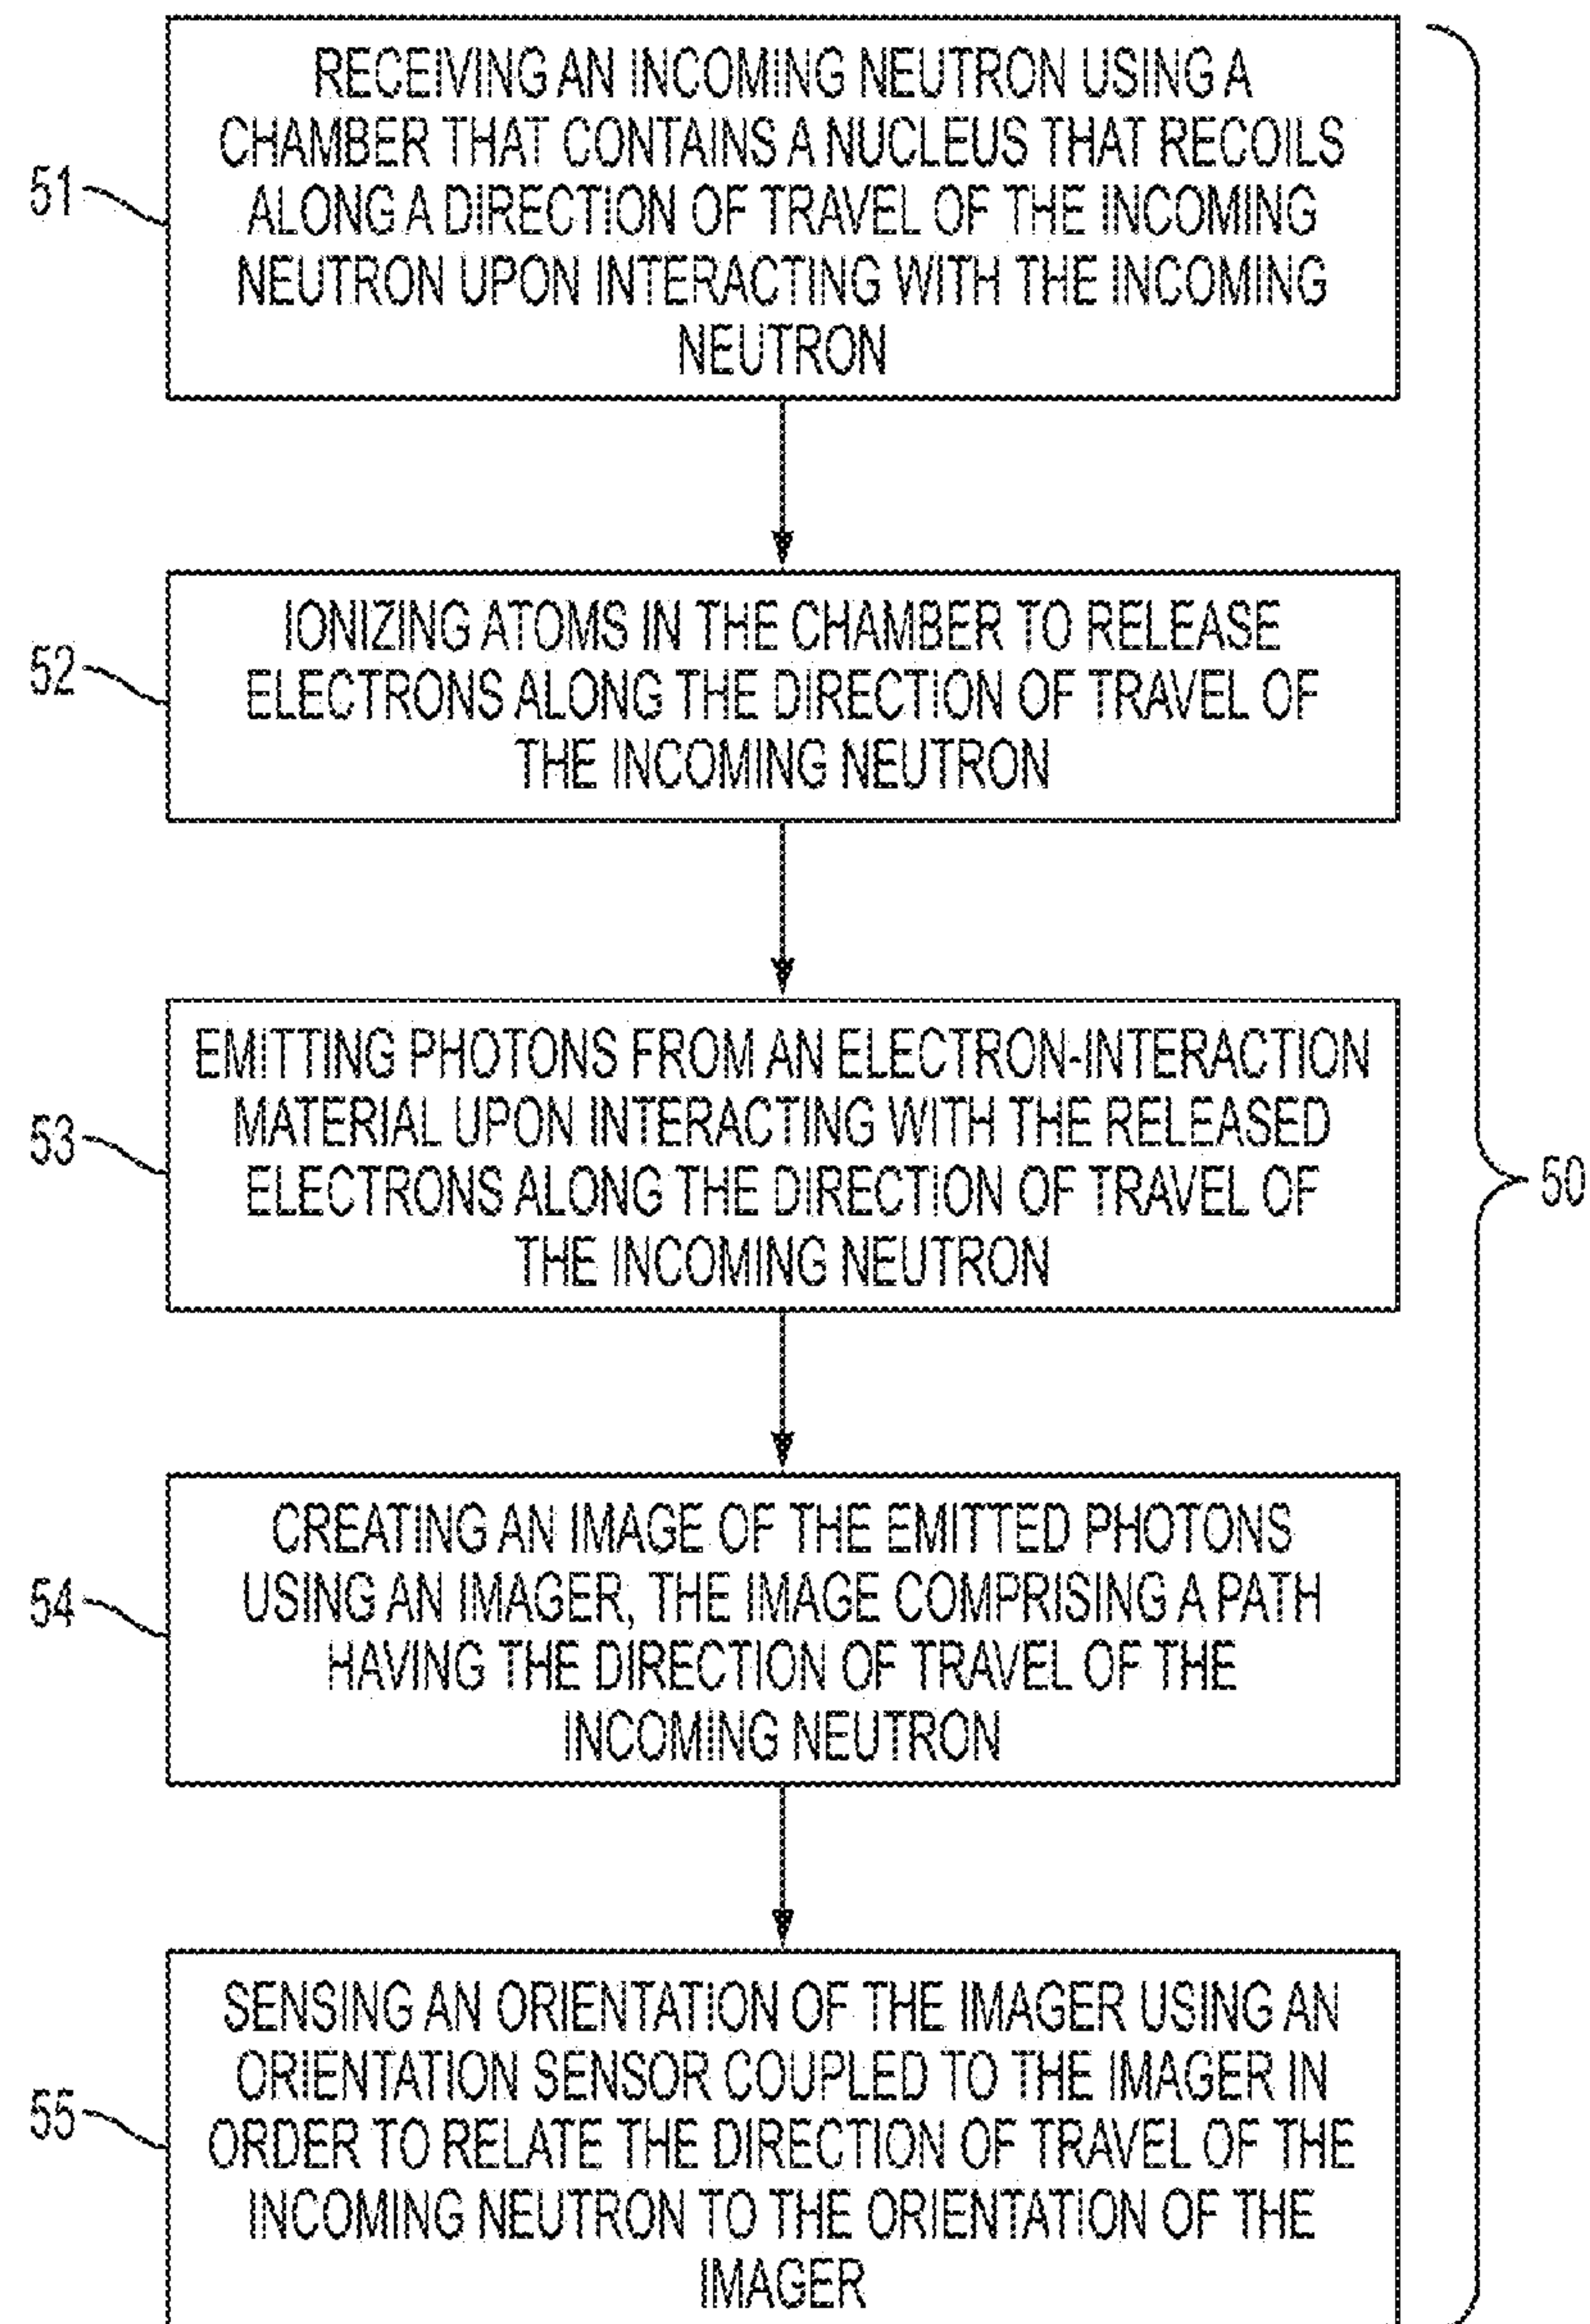 51
RECEIVING AN INCOMING NEUTRON USING A
CHAMBER THAT CONTAINS A NUCLEUS THAT RECOILS
ALONG A DIRECTION OF TRAVEL OF THE INCOMING
NEUTRON UPON INTERACTING WITH THE INCOMING
NEUTRON
52
IONIZING ATOMS IN THE CHAMBER TO RELEASE
ELECTRONS ALONG THE DIRECTION OF TRAVEL OF
THE INCOMING NEUTRON
53
EMITTING PHOTONS FROM AN ELECTRON-INTERACTION
MATERIAL UPON INTERACTING WITH THE RELEASED
ELECTRONS ALONG THE DIRECTION OF TRAVEL OF
THE INCOMING NEUTRON
50
54
CREATING AN IMAGE OF THE EMITTED PHOTONS
USING AN IMAGER, THE IMAGE COMPRISING A PATH
HAVING THE DIRECTION OF TRAVEL OF THE
INCOMING NEUTRON
55
SENSING AN ORIENTATION OF THE IMAGER USING AN
ORIENTATION SENSOR COUPLED TO THE IMAGER IN
ORDER TO RELATE THE DIRECTION OF TRAVEL OF THE
INCOMING NEUTRON TO THE ORIENTATION OF THE
IMAGER